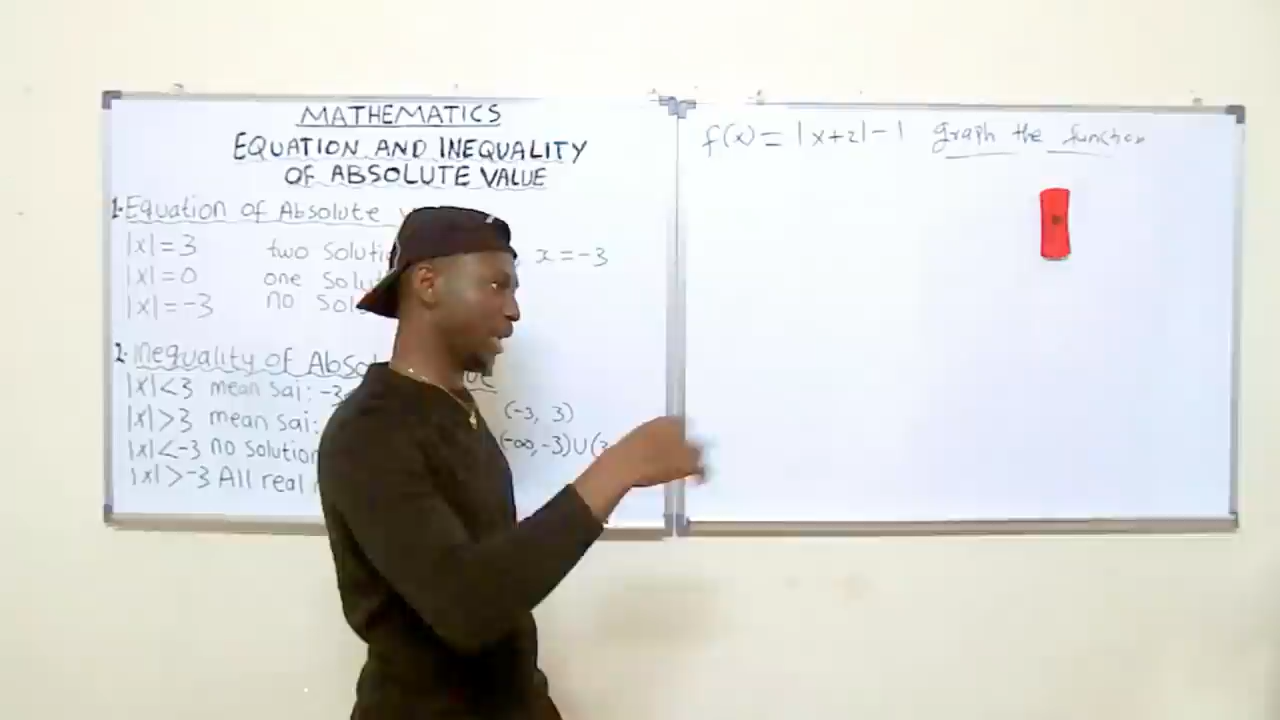 MATHEMATICS
EQUATION AND INEQUALITY
OF ABSOLUTE VALUE
1. Equation of Absolute
|x|=3 two soluti x=-3
|x|=0 one solut
|x|=-3 no sol
2. Inequality of Absol
|x|<3 mean sai: -3 (-3, 3)
|x|>3 mean sai: (-∞,-3)∪(3
|x|<-3 no solution
|x|>-3 All real
f(x) = |x+2|-1 graph the function